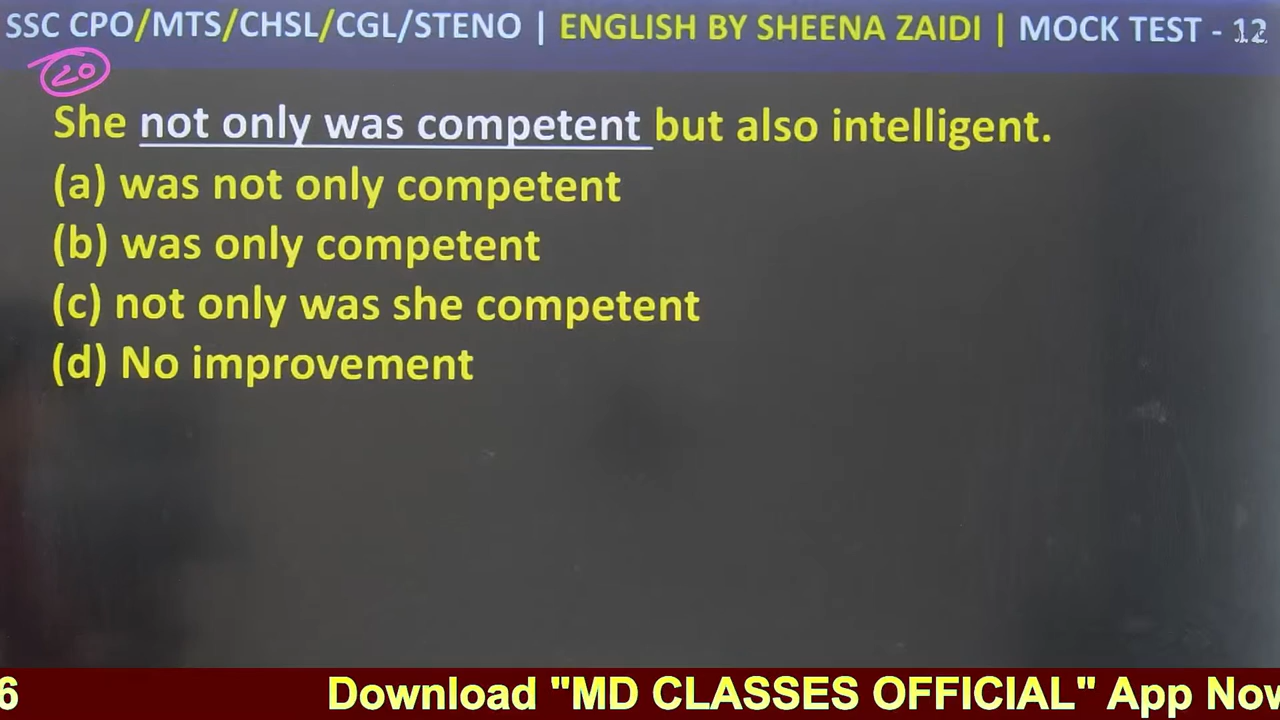 SSC CPO/MTS/CHSL/CGL/STENO | ENGLISH BY SHEENA ZAIDI | MOCK TEST - 12
20
She not only was competent but also intelligent.
(a) was not only competent
(b) was only competent
(c) not only was she competent
(d) No improvement
6 Download "MD CLASSES OFFICIAL" App Now